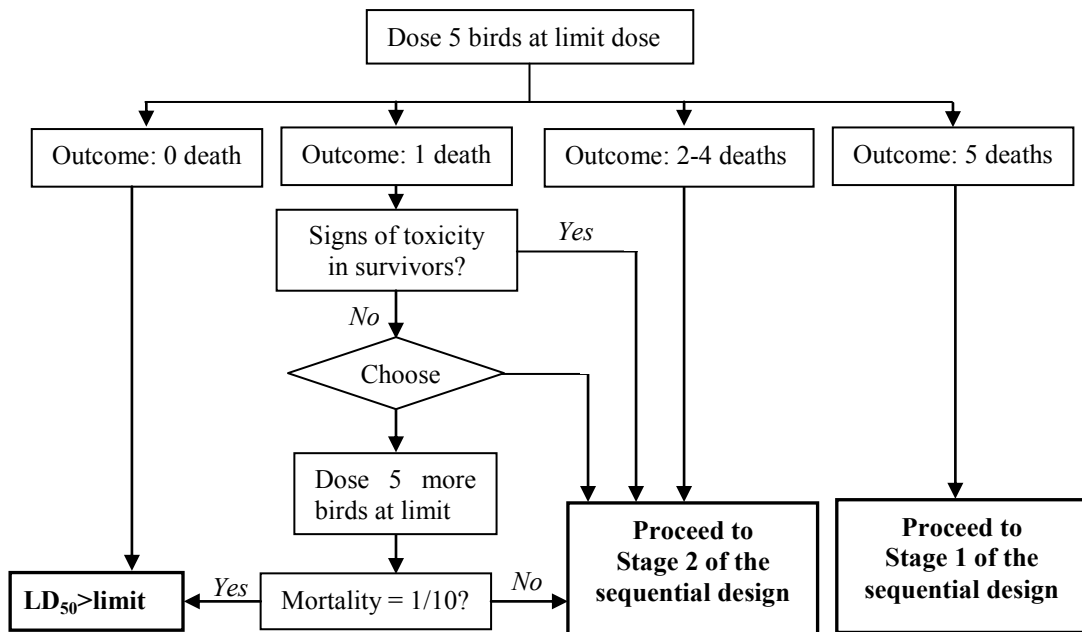 Dose 5 birds at limit dose
Outcome: 0 death
Outcome: 1 death
Outcome: 2-4 deaths
Outcome: 5 deaths
Signs of toxicity
in survivors?
Yes
No
Choose
Dose 5 more
birds at limit
Proceed to
Stage 2 of the
sequential design
Proceed to
Stage 1 of the
sequential design
LD50>limit
Yes
Mortality = 1/10?
No